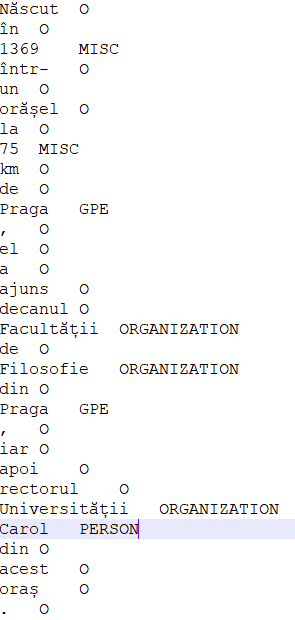 Născut O
în O
1369 MISC
într- O
un O
orășel O
la O
75 MISC
km O
de O
Praga GPE
, O
el O
a O
ajuns O
decanul O
Facultății ORGANIZATION
de O
Filosofie ORGANIZATION
din O
Praga GPE
, O
iar O
apoi O
rectorul O
Universității ORGANIZATION
Carol PERSON
din O
acest O
oraș O
. O